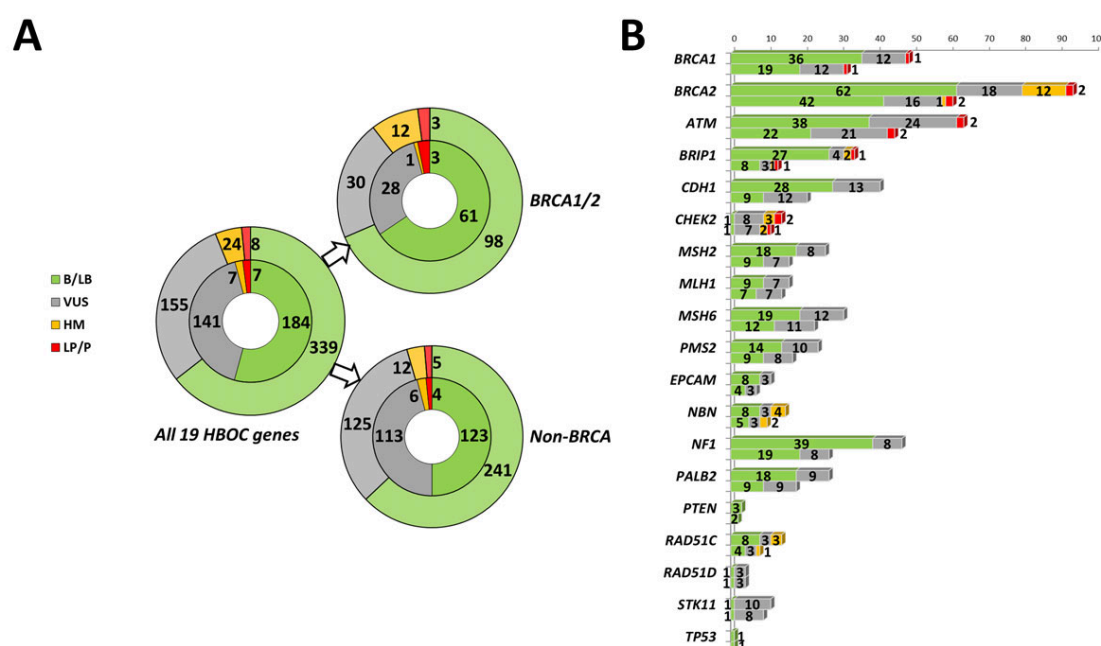 A
B/LB
VUS
HM
LP/P
24
8
7
7
155
141
184
339
All 19 HBOC genes
12
3
1
3
30
28
61
98
BRCA1/2
12
5
6
4
125
113
123
241
Non-BRCA
B
0 10 20 30 40 50 60 70 80 90 10
BRCA1
36 12 1
19 12 1
BRCA2
62 18 12 2
42 16 1 2
ATM
38 24 2
22 21 2
BRIP1
27 4 2 1
8 3 1 1
CDH1
28 13
9 12
CHEK2
1 8 3 2
1 7 2 1
MSH2
18 8
9 7
MLH1
9 7
7 7
MSH6
19 12
12 11
PMS2
14 10
9 8
EPCAM
8 3
4 3
NBN
8 3 4
5 3 2
NF1
39 8
19 8
PALB2
18 9
9 9
PTEN
3
2
RAD51C
8 3 3
4 3 1
RAD51D
1 3
1 3
STK11
1 10
1 8
TP53
1